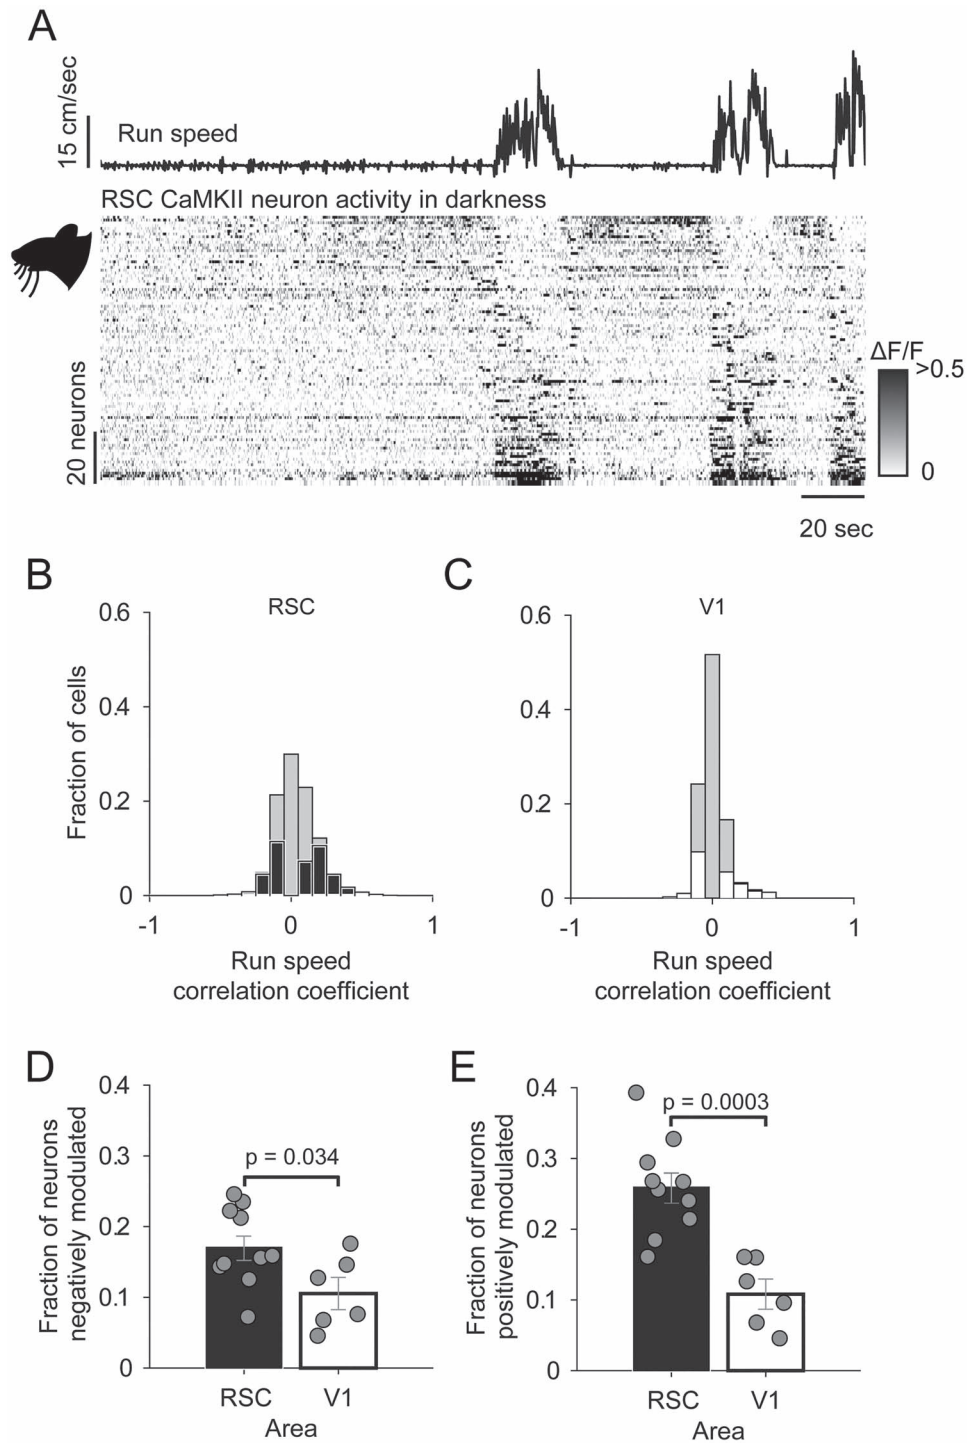 A
15 cm/sec
Run speed
RSC CaMKII neuron activity in darkness
20 neurons
ΔF/F
>0.5
0
20 sec
B
RSC
0.6
0.4
0.2
0
Fraction of cells
-1
0
1
Run speed
correlation coefficient
C
V1
0.6
0.4
0.2
0
-1
0
1
Run speed
correlation coefficient
D
0.4
0.3
0.2
0.1
0
Fraction of neurons
negatively modulated
p = 0.034
RSC
V1
Area
E
0.4
0.3
0.2
0.1
0
Fraction of neurons
positively modulated
p = 0.0003
RSC
V1
Area